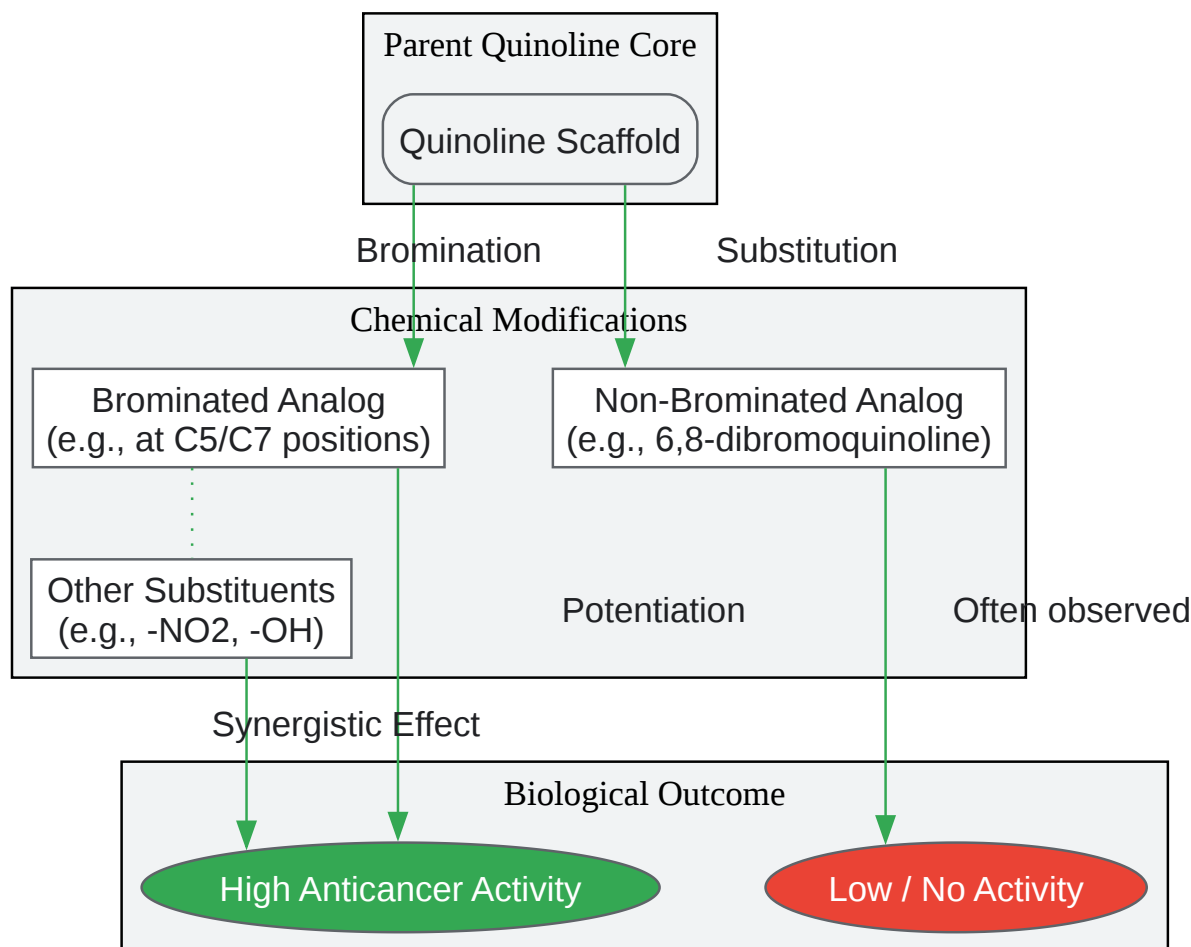 Parent Quinoline Core
Quinoline Scaffold
Bromination
Substitution
Chemical Modifications
Brominated Analog
(e.g., at C5/C7 positions)
Non-Brominated Analog
(e.g., 6,8-dibromoquinoline)
Other Substituents
(e.g., -NO2, -OH)
Potentiation
Often observed
Synergistic Effect
Biological Outcome
High Anticancer Activity
Low / No Activity